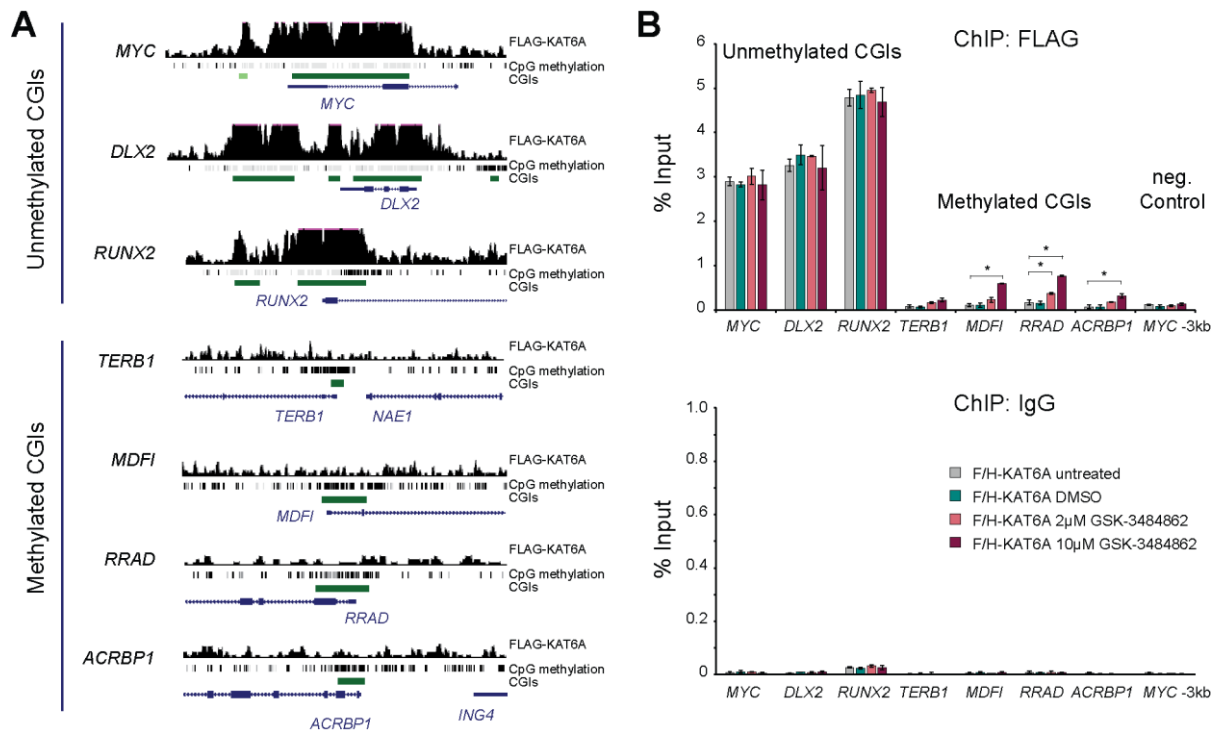 A
Unmethylated CGIs
MYC
FLAG-KAT6A
CpG methylation
CGIs
MYC
DLX2
FLAG-KAT6A
CpG methylation
CGIs
DLX2
RUNX2
FLAG-KAT6A
CpG methylation
CGIs
RUNX2
Methylated CGIs
TERB1
FLAG-KAT6A
CpG methylation
CGIs
TERB1 NAE1
MDFI
FLAG-KAT6A
CpG methylation
CGIs
MDFI
RRAD
FLAG-KAT6A
CpG methylation
CGIs
RRAD
ACRBP1
FLAG-KAT6A
CpG methylation
CGIs
ACRBP1 ING4
B
ChIP: FLAG
Unmethylated CGIs
Methylated CGIs
neg.
Control
% Input
6
5
4
3
2
1
0
* * * *
MYC DLX2 RUNX2 TERB1 MDFI RRAD ACRBP1 MYC -3kb
ChIP: IgG
% Input
1.0
0.8
0.6
0.4
0.2
0
F/H-KAT6A untreated
F/H-KAT6A DMSO
F/H-KAT6A 2µM GSK-3484862
F/H-KAT6A 10µM GSK-3484862
MYC DLX2 RUNX2 TERB1 MDFI RRAD ACRBP1 MYC -3kb